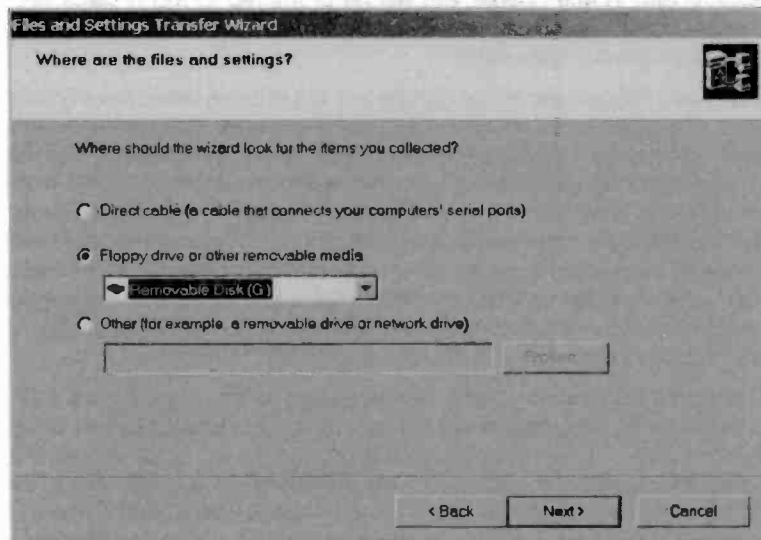 Files and Settings Transfer Wizard
Where are the files and settings?
Where should the wizard look for the items you collected?
Direct cable (a cable that connects your computers' serial ports)
Floppy drive or other removable media
Removable Disk (G:)
Other (for example, a removable drive or network drive)
Browse...
< Back
Next >
Cancel